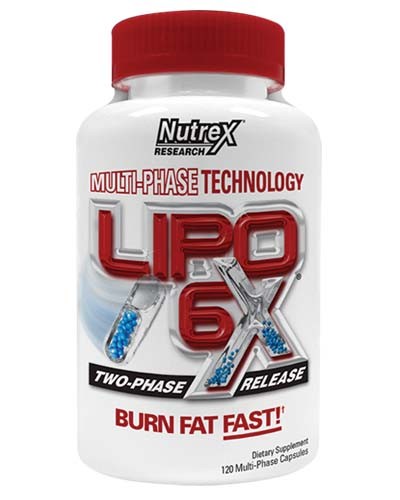 Nutrex
RESEARCH
MULTI-PHASE TECHNOLOGY
LIPO
6X®
TWO-PHASE RELEASE
BURN FAT FAST!†
Dietary Supplement
120 Multi-Phase Capsules